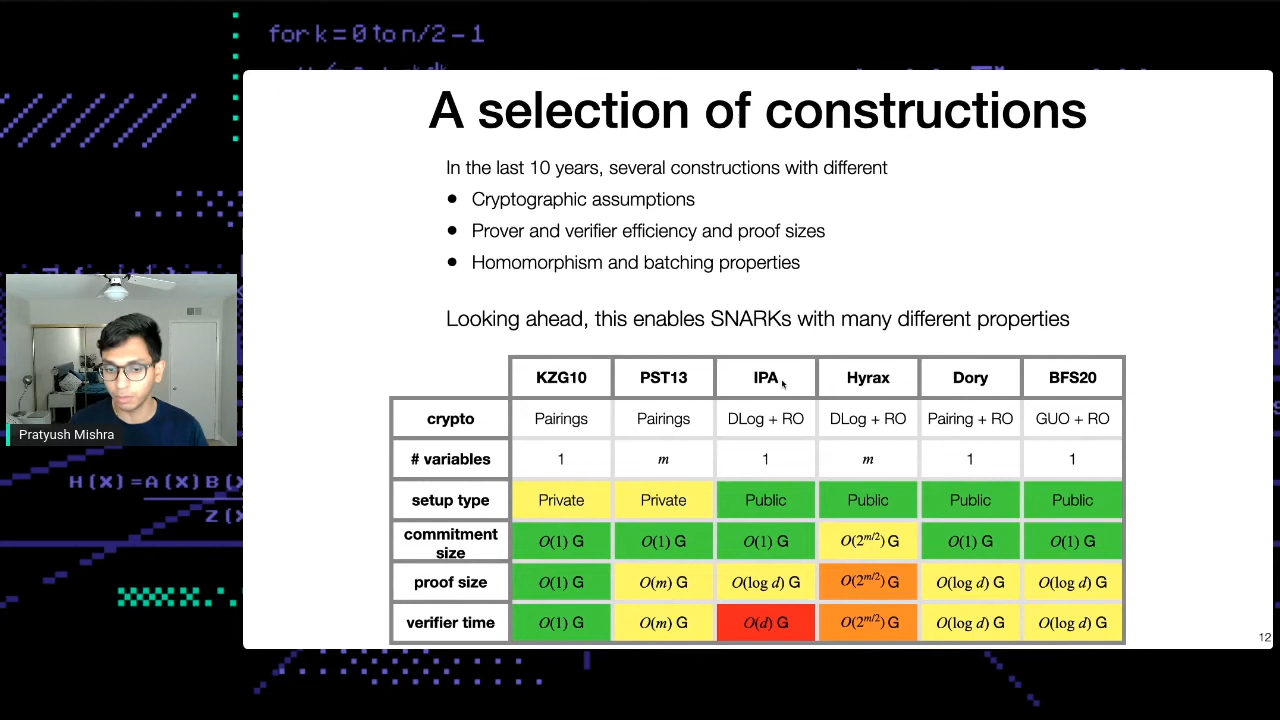 for k = 0 to n/2 - 1
A selection of constructions
In the last 10 years, several constructions with different
● Cryptographic assumptions
● Prover and verifier efficiency and proof sizes
● Homomorphism and batching properties
Looking ahead, this enables SNARKs with many different properties
KZG10 PST13 IPA Hyrax Dory BFS20
crypto Pairings Pairings DLog + RO DLog + RO Pairing + RO GUO + RO
# variables 1 m 1 m 1 1
setup type Private Private Public Public Public Public
commitment size O(1) G O(1) G O(1) G O(2^{m/2}) G O(1) G O(1) G
proof size O(1) G O(m) G O(log d) G O(2^{m/2}) G O(log d) G O(log d) G
verifier time O(1) G O(m) G O(d) G O(2^{m/2}) G O(log d) G O(log d) G
12
Pratyush Mishra
H(X)=A(X)B(X
Z(X